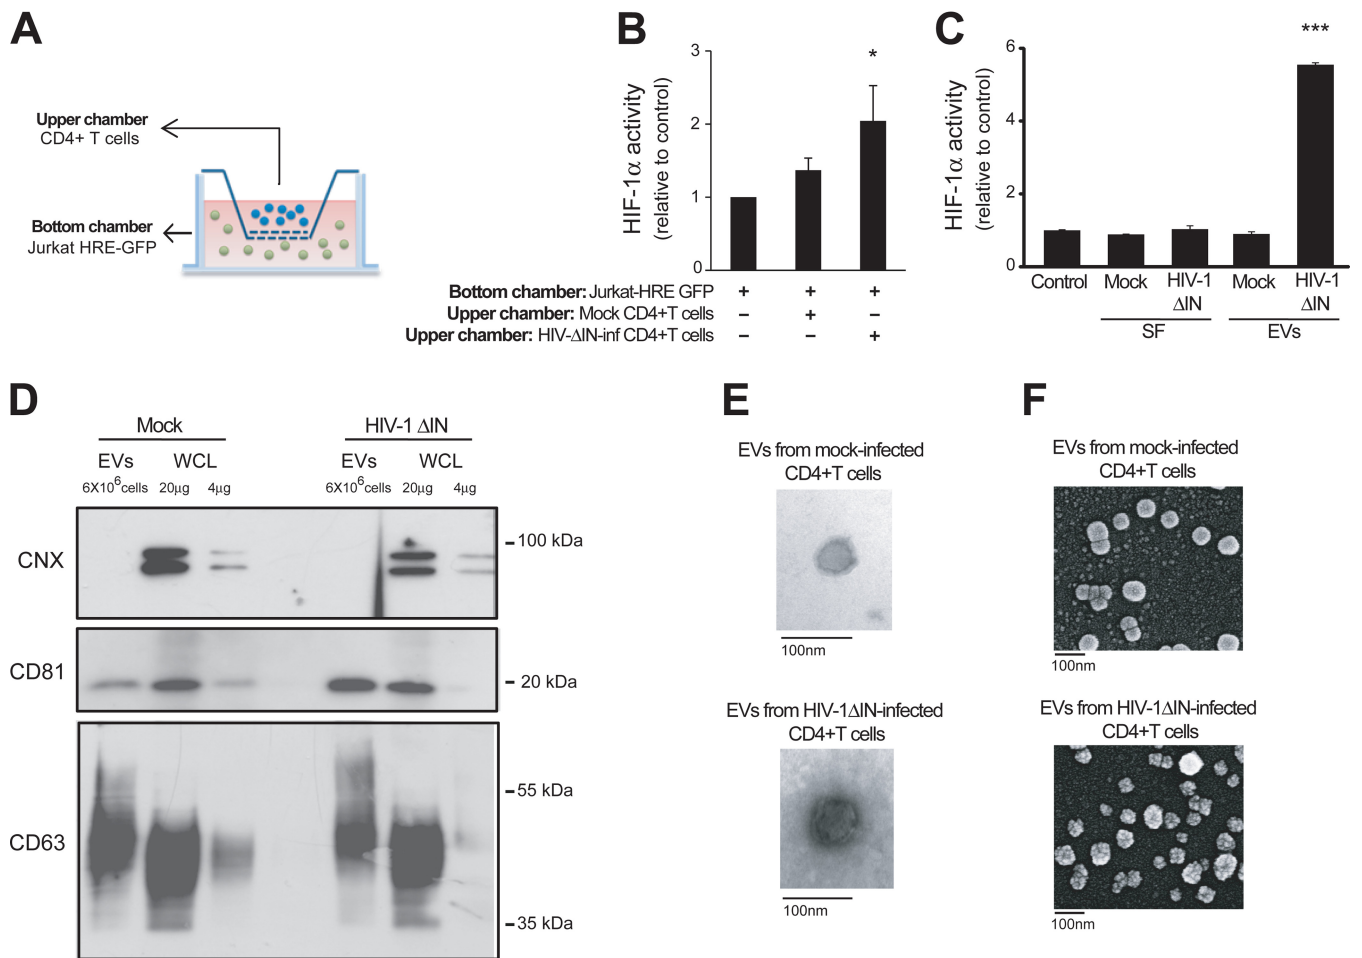 A
Upper chamber
CD4+ T cells
Bottom chamber
Jurkat HRE-GFP
B
HIF-1α activity
(relative to control)
3
2
1
0
*
Bottom chamber: Jurkat-HRE GFP + + +
Upper chamber: Mock CD4+T cells – + –
Upper chamber: HIV-ΔIN-inf CD4+T cells – – +
C
HIF-1α activity
(relative to control)
6
4
2
0
***
Control Mock HIV-1 Mock HIV-1
ΔIN ΔIN
SF EVs
D
Mock HIV-1 ΔIN
EVs WCL EVs WCL
6X10⁶cells 20µg 4µg 6X10⁶cells 20µg 4µg
CNX
100 kDa
CD81
20 kDa
CD63
55 kDa
35 kDa
E
EVs from mock-infected
CD4+T cells
100nm
EVs from HIV-1ΔIN-infected
CD4+T cells
100nm
F
EVs from mock-infected
CD4+T cells
100nm
EVs from HIV-1ΔIN-infected
CD4+T cells
100nm